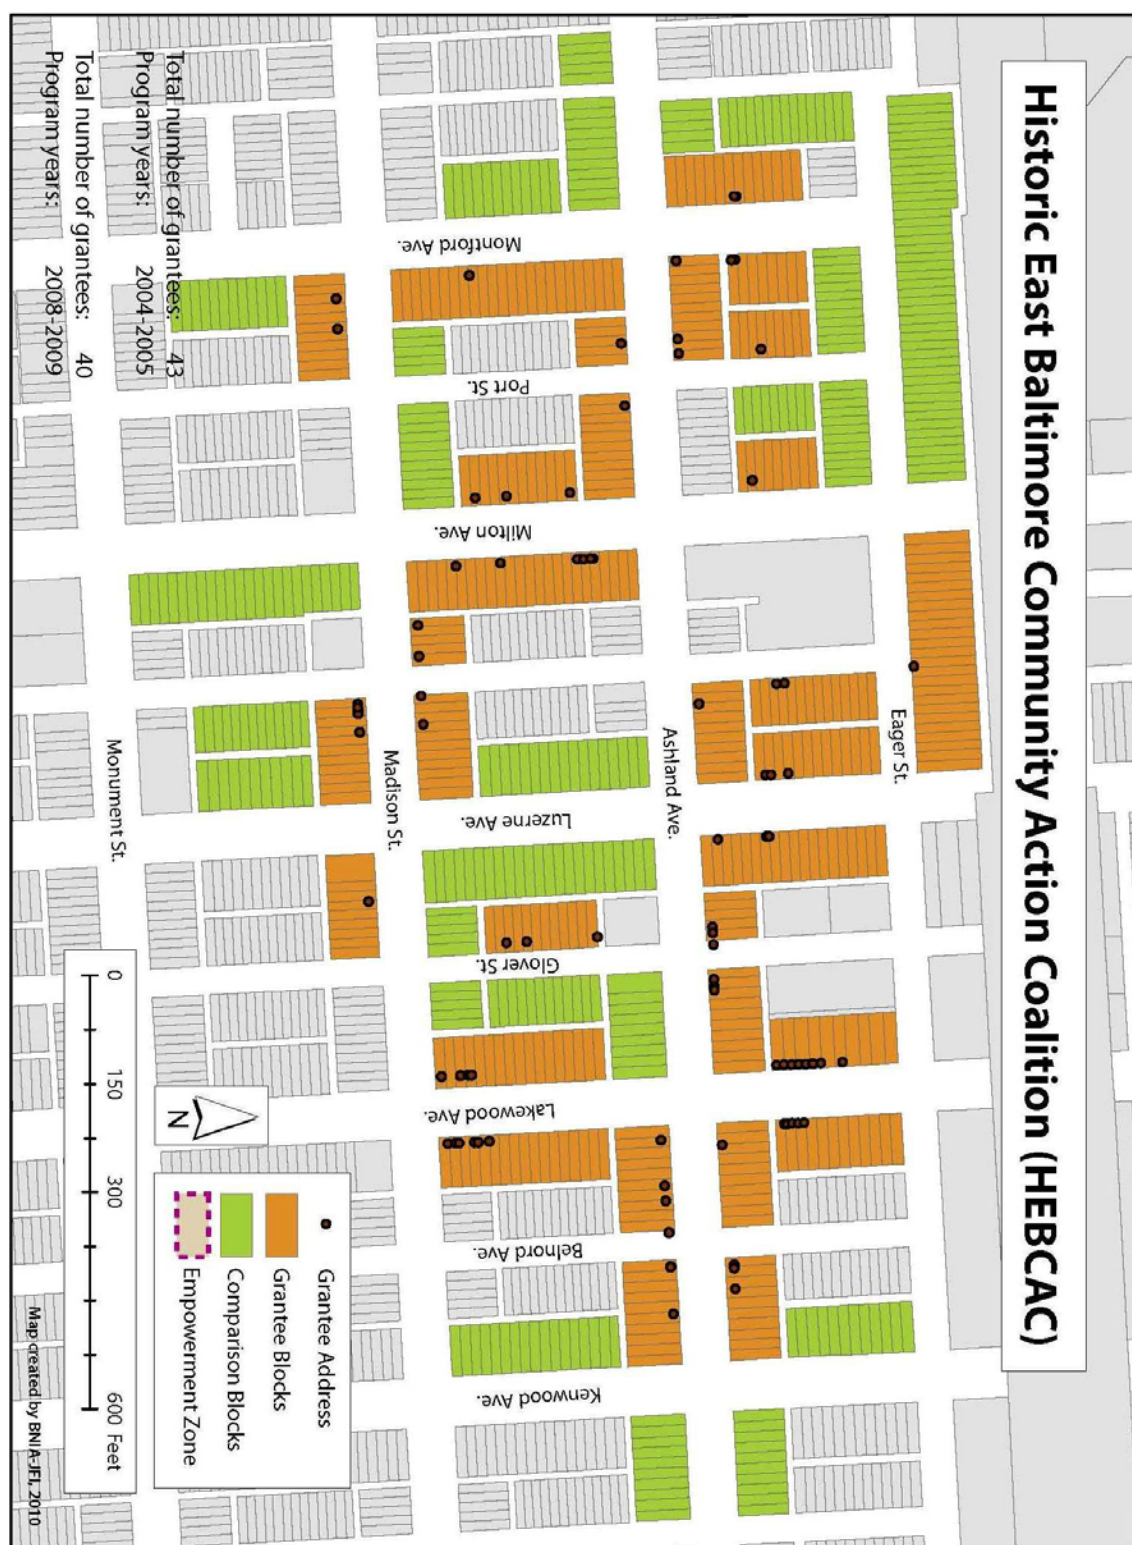 Historic East Baltimore Community Action Coalition (HEBCAC)
Total number of grantees: 43
Program years: 2004-2005
Total number of grantees: 40
Program years: 2008-2009
Montford Ave.
Port St.
Milton Ave.
Luzerne Ave.
Glover St.
Lakewood Ave.
Belnord Ave.
Kenwood Ave.
Eager St.
Ashland Ave.
Madison St.
Monument St.
N
Grantee Address
Grantee Blocks
Comparison Blocks
Empowerment Zone
0 150 300 600 Feet
Map created by BNIA-JFI, 2010